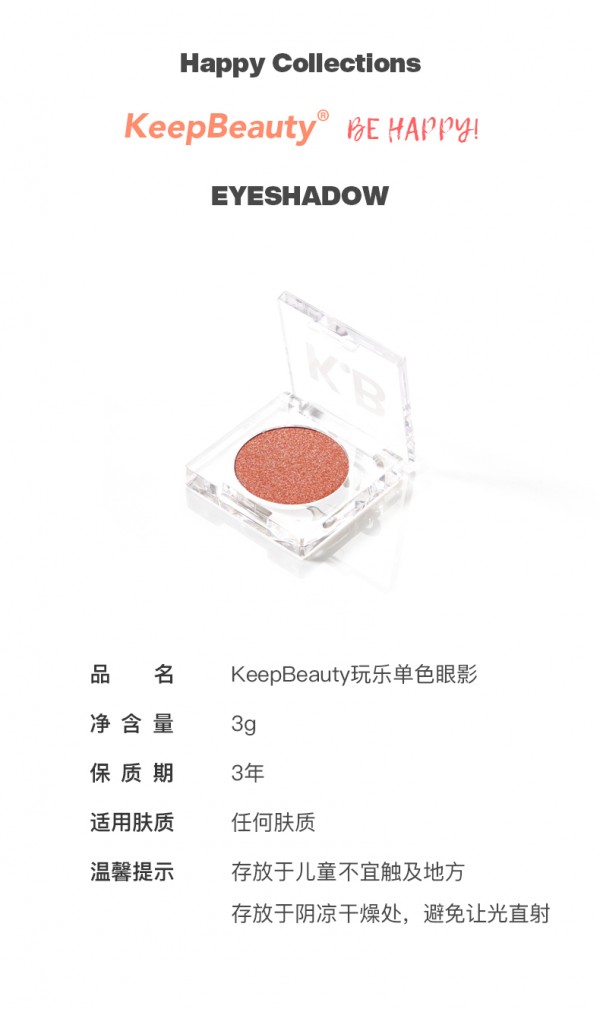 Happy Collections
KeepBeauty® BE HAPPY!
EYESHADOW
K.B
品 名 KeepBeauty玩乐单色眼影
净含量 3g
保质期 3年
适用肤质 任何肤质
温馨提示 存放于儿童不宜触及地方
存放于阴凉干燥处，避免让光直射